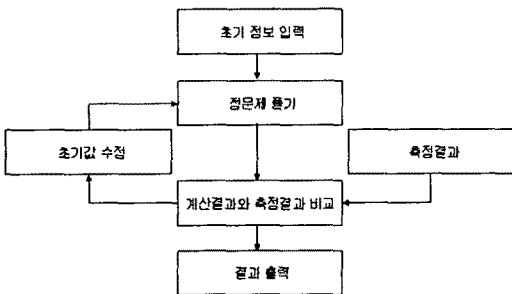 초기 정보 입력
정문제 풀기
초기값 수정
측정결과
계산결과와 측정결과 비교
결과 출력